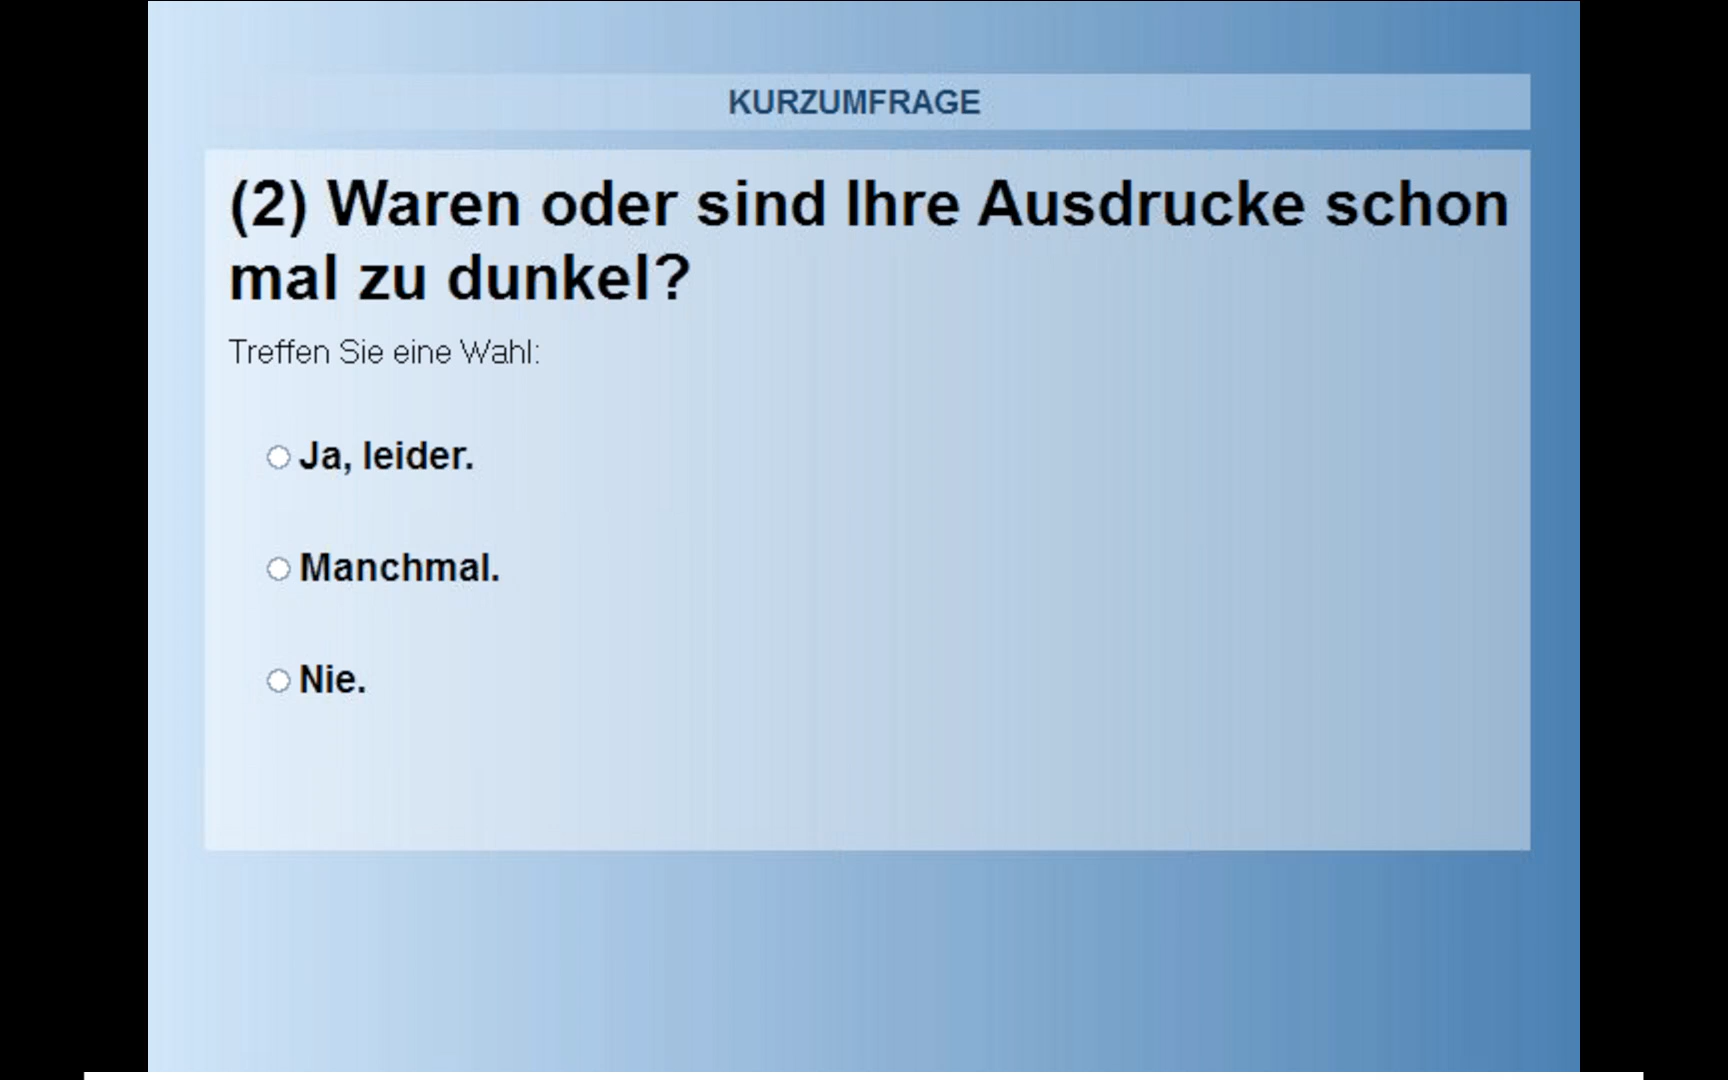 KURZUMFRAGE
(2) Waren oder sind Ihre Ausdrucke schon
mal zu dunkel?
Treffen Sie eine Wahl:
Ja, leider.
Manchmal.
Nie.